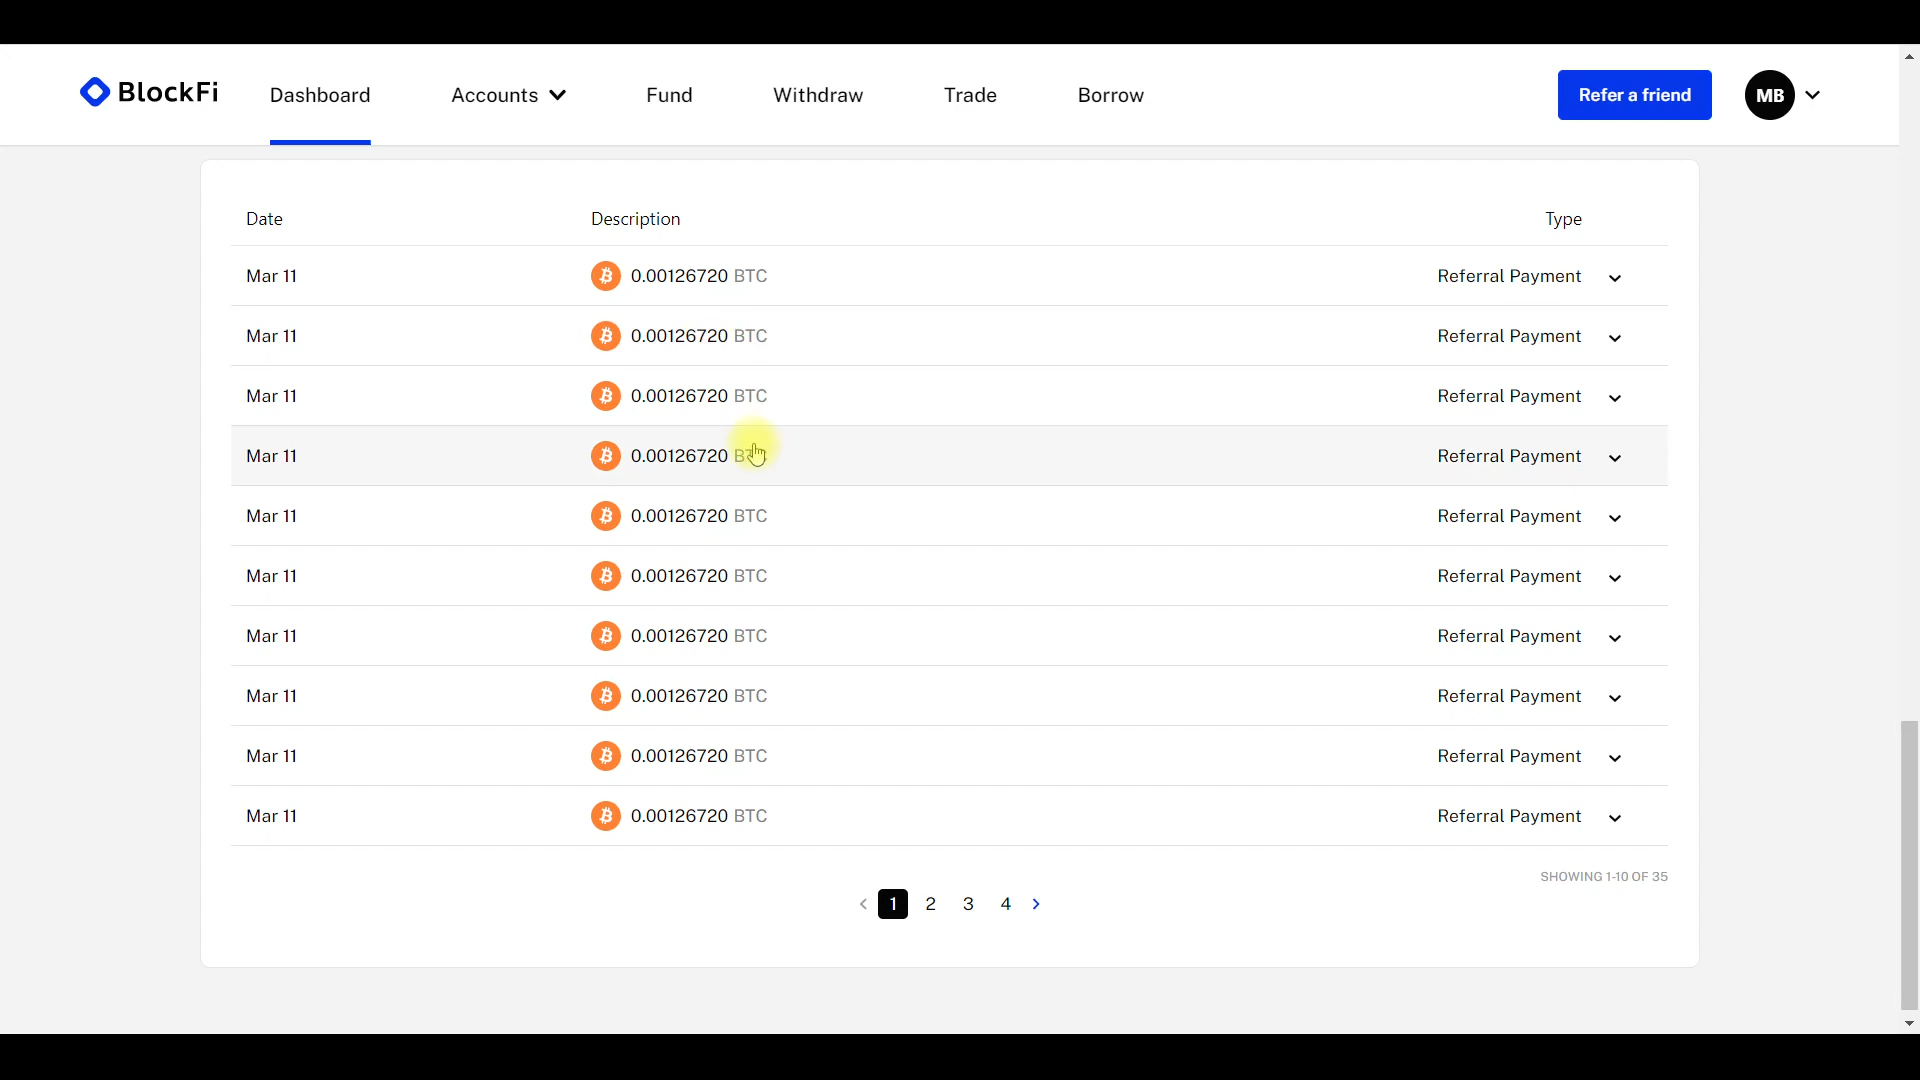 BlockFi Dashboard Accounts Fund Withdraw Trade Borrow Refer a friend MB
Date Description Type
Mar 11 0.00126720 BTC Referral Payment
Mar 11 0.00126720 BTC Referral Payment
Mar 11 0.00126720 BTC Referral Payment
Mar 11 0.00126720 BTC Referral Payment
Mar 11 0.00126720 BTC Referral Payment
Mar 11 0.00126720 BTC Referral Payment
Mar 11 0.00126720 BTC Referral Payment
Mar 11 0.00126720 BTC Referral Payment
Mar 11 0.00126720 BTC Referral Payment
Mar 11 0.00126720 BTC Referral Payment
SHOWING 1-10 OF 35
1 2 3 4